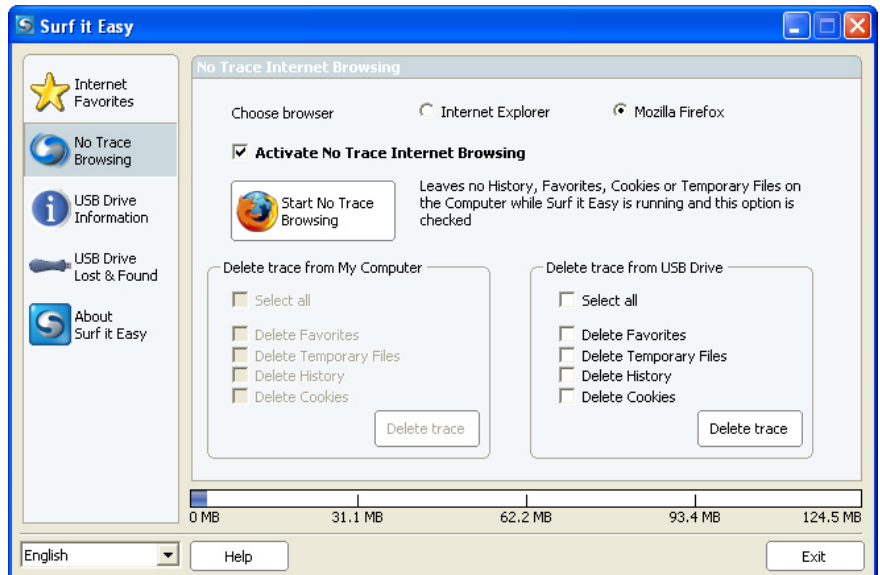 Surf it Easy
Internet
Favorites
No Trace
Browsing
USB Drive
Information
USB Drive
Lost & Found
About
Surf it Easy
No Trace Internet Browsing
Choose browser
Internet Explorer
Mozilla Firefox
Activate No Trace Internet Browsing
Start No Trace
Browsing
Leaves no History, Favorites, Cookies or Temporary Files on
the Computer while Surf it Easy is running and this option is
checked
Delete trace from My Computer
Select all
Delete Favorites
Delete Temporary Files
Delete History
Delete Cookies
Delete trace
Delete trace from USB Drive
Select all
Delete Favorites
Delete Temporary Files
Delete History
Delete Cookies
Delete trace
0 MB
31.1 MB
62.2 MB
93.4 MB
124.5 MB
English
Help
Exit